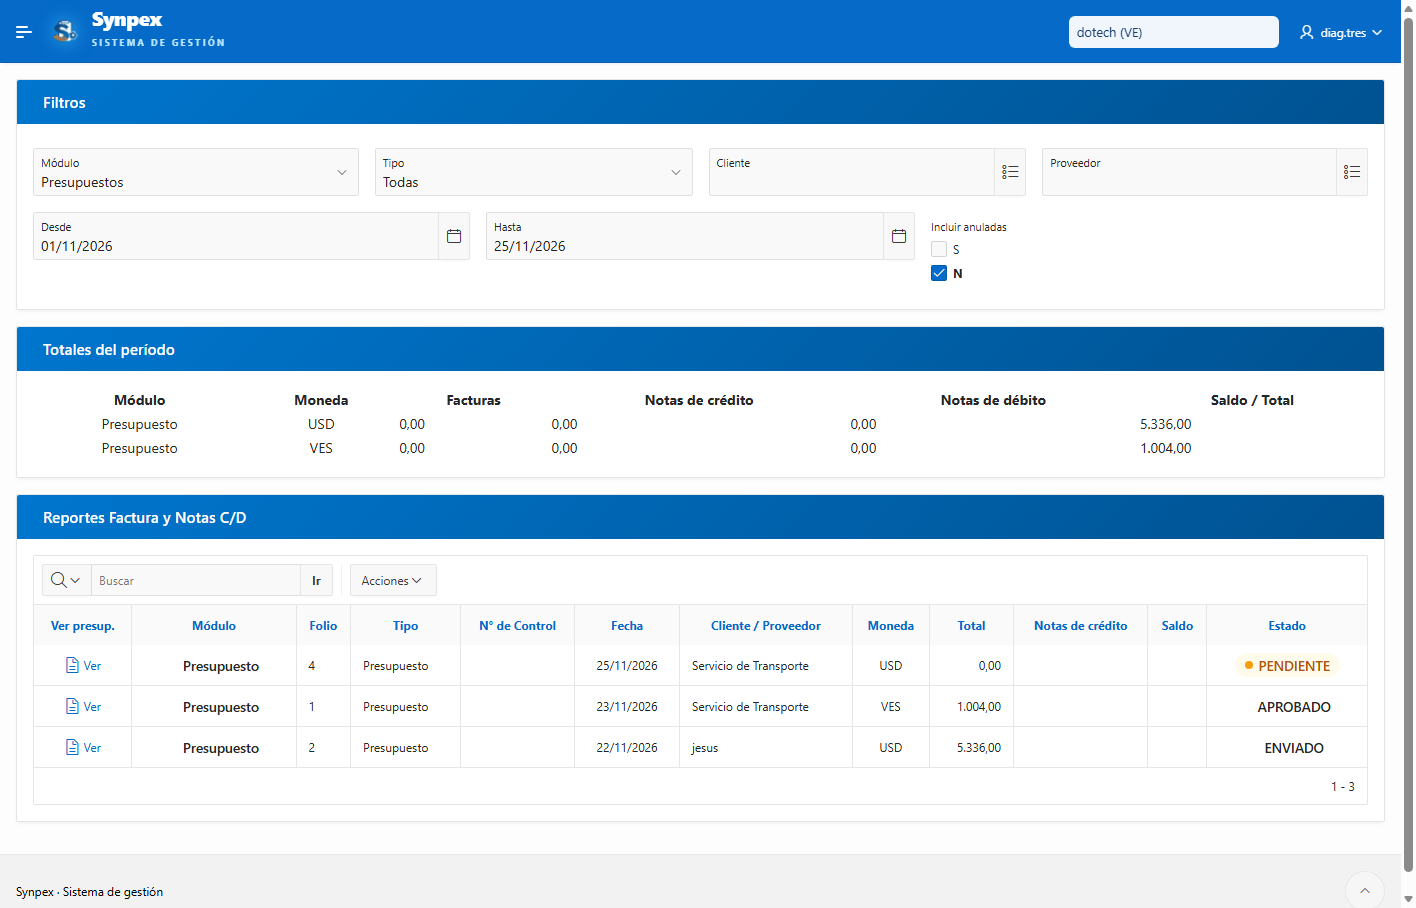 Synpex
SISTEMA DE GESTIÓN
dotech (VE)
diag.tres
Filtros
Módulo
Presupuestos
Tipo
Todas
Cliente
Proveedor
Desde
01/11/2026
Hasta
25/11/2026
Incluir anuladas
S
N
Totales del período
Módulo Moneda Facturas Notas de crédito Notas de débito Saldo / Total
Presupuesto USD 0,00 0,00 0,00 5.336,00
Presupuesto VES 0,00 0,00 0,00 1.004,00
Reportes Factura y Notas C/D
Buscar Ir Acciones
Ver presup. Módulo Folio Tipo N° de Control Fecha Cliente / Proveedor Moneda Total Notas de crédito Saldo Estado
Ver Presupuesto 4 Presupuesto 25/11/2026 Servicio de Transporte USD 0,00 PENDIENTE
Ver Presupuesto 1 Presupuesto 23/11/2026 Servicio de Transporte VES 1.004,00 APROBADO
Ver Presupuesto 2 Presupuesto 22/11/2026 jesus USD 5.336,00 ENVIADO
1 - 3
Synpex · Sistema de gestión